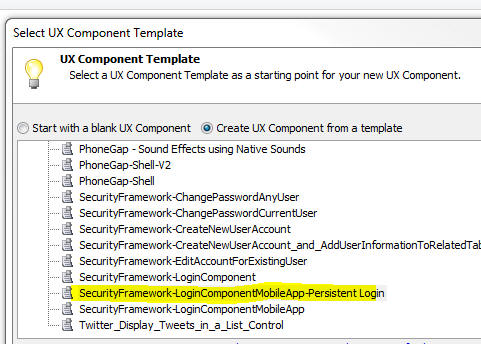 Select UX Component Template
UX Component Template
Select a UX Component Template as a starting point for your new UX Component.
Start with a blank UX Component
Create UX Component from a template
PhoneGap - Sound Effects using Native Sounds
PhoneGap-Shell-V2
PhoneGap-Shell
SecurityFramework-ChangePasswordAnyUser
SecurityFramework-ChangePasswordCurrentUser
SecurityFramework-CreateNewUserAccount
SecurityFramework-CreateNewUserAccount_and_AddUserInformationToRelatedTab
SecurityFramework-EditAccountForExistingUser
SecurityFramework-LoginComponent
SecurityFramework-LoginComponentMobileApp-Persistent Login
SecurityFramework-LoginComponentMobileApp
Twitter_Display_Tweets_in_a_List_Control